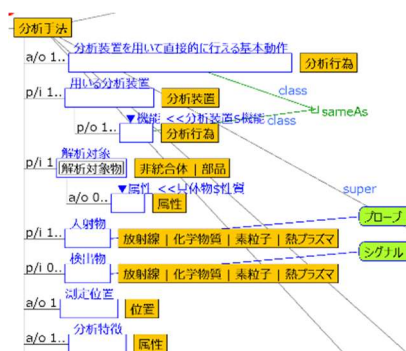 分析手法
分析装置を用いて直接的に行える基本動作
a/o 1..
分析行為
用いる分析装置
class
p/i 1..
分析装置
sameAs
▼機能 <<分析装置$機能
class
p/o 1..
分析行為
解析対象
p/i 1
解析対象物
非統合体 | 部品
▼属性
性質
super
a/o 0..
属性
プローブ
入射物
p/i 1..
放射線 | 化学物質 | 素粒子 | 熱プラズマ
シグナル
検出物
p/i 0..
放射線 | 化学物質 | 素粒子 | 熱プラズマ
測定位置
a/o 1
位置
分析特徴
a/o 1..
属性